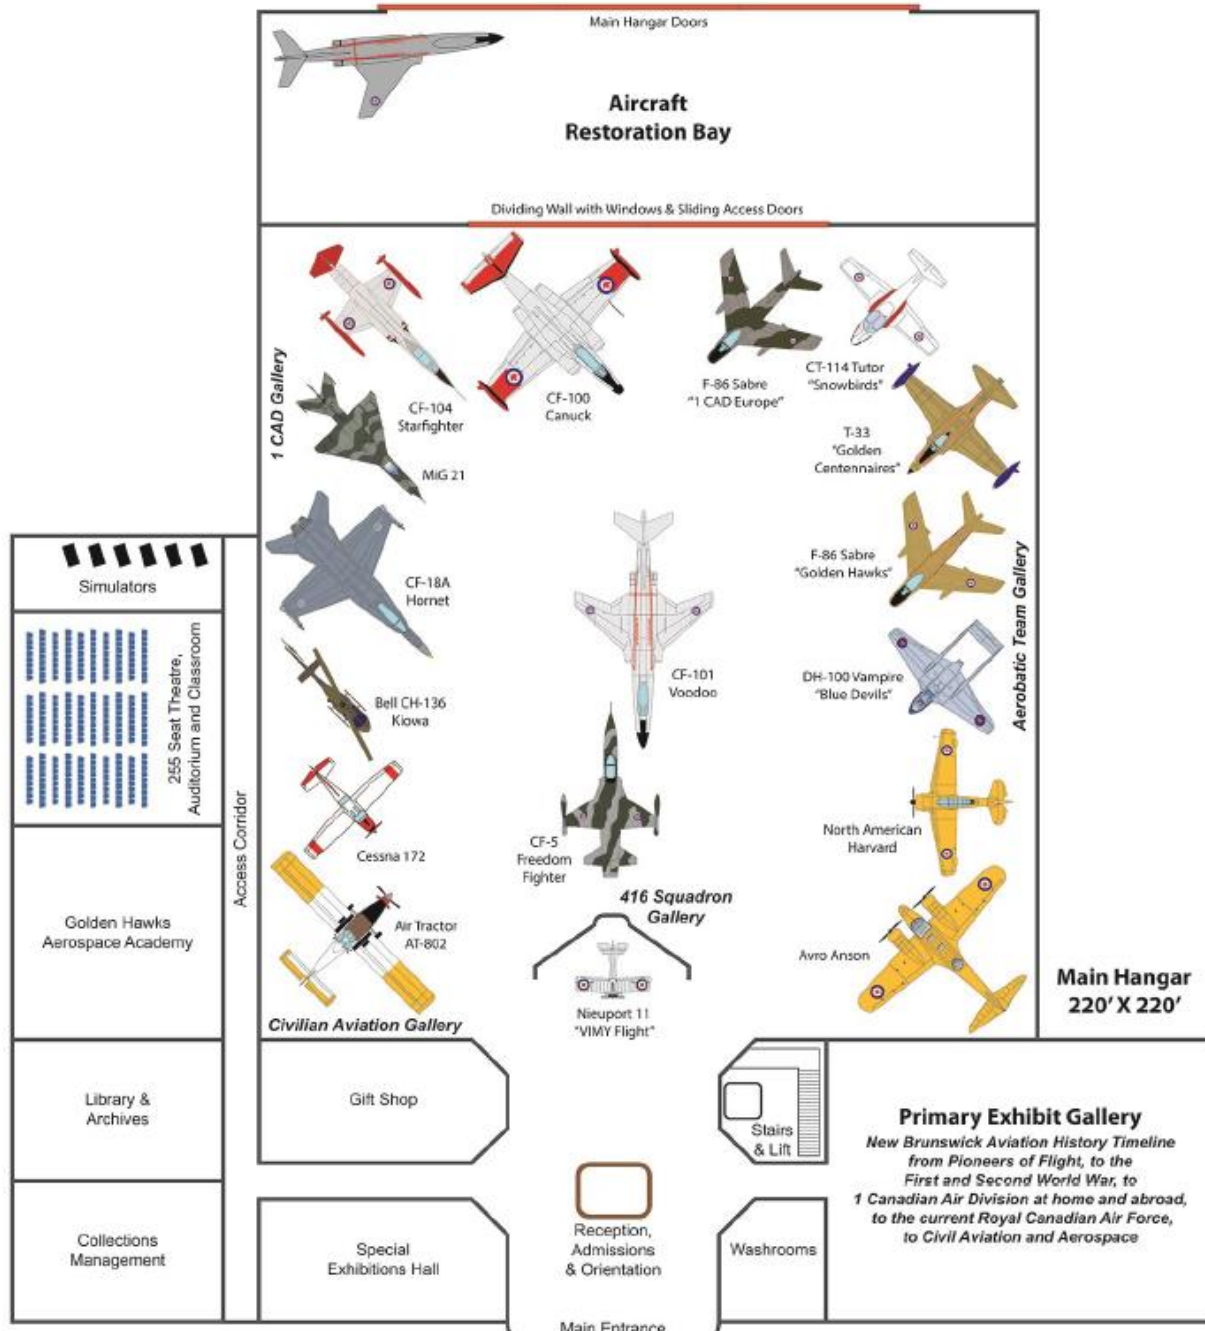 Main Hangar Doors
Aircraft
Restoration Bay
Dividing Wall with Windows & Sliding Access Doors
1 CAD Gallery
CF-104
Starfighter
CF-100
Canuck
F-86 Sabre
"1 CAD Europe"
CT-114 Tutor
"Snowbirds"
MiG 21
T-33
"Golden
Centennaires"
CF-18A
Hornet
F-86 Sabre
"Golden Hawks"
Aerobatic Team Gallery
Simulators
255 Seat Theatre,
Auditorium and Classroom
Access Corridor
Bell CH-136
Kiowa
CF-101
Voodoo
DH-100 Vampire
"Blue Devils"
Cessna 172
CF-5
Freedom
Fighter
North American
Harvard
416 Squadron
Gallery
Golden Hawks
Aerospace Academy
Air Tractor
AT-802
Avro Anson
Nieuport 11
"VIMY Flight"
Civilian Aviation Gallery
Main Hangar
220' X 220'
Library &
Archives
Gift Shop
Stairs
& Lift
Primary Exhibit Gallery
New Brunswick Aviation History Timeline
from Pioneers of Flight, to the
First and Second World War, to
1 Canadian Air Division at home and abroad,
to the current Royal Canadian Air Force,
to Civil Aviation and Aerospace
Collections
Management
Special
Exhibitions Hall
Reception,
Admissions
& Orientation
Washrooms
Main Entrance